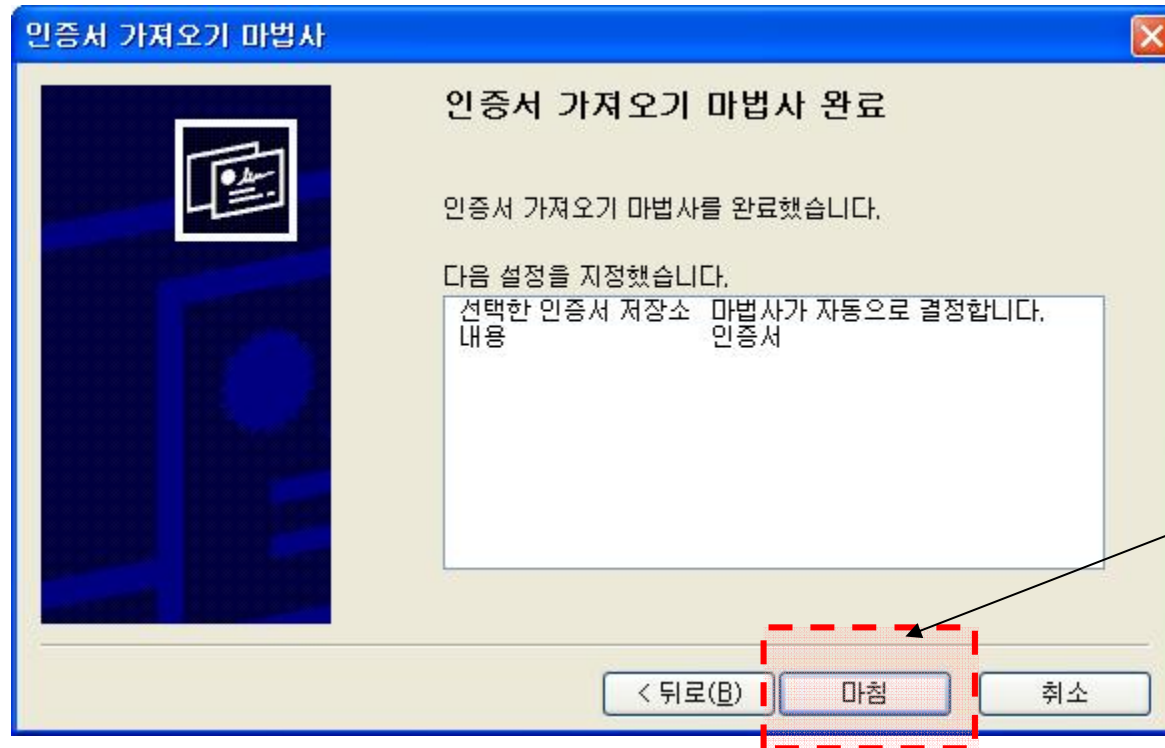 인증서 가져오기 마법사
인증서 가져오기 마법사 완료
인증서 가져오기 마법사를 완료했습니다.
다음 설정을 지정했습니다.
선택한 인증서 저장소 마법사가 자동으로 결정합니다.
내용 인증서
< 뒤로(B) 마침 취소